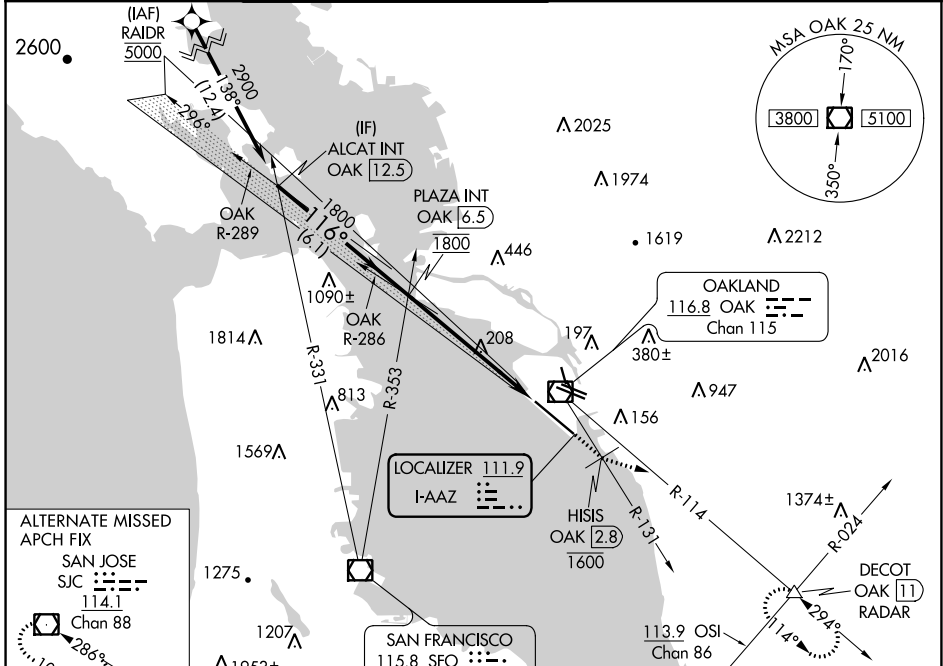 (IAF)
RAIDR
5000
2600
2900
138°
(12.4)
296°
(IF)
ALCAT INT
OAK 12.5
OAK
R-289
1800
116°
(6.1)
PLAZA INT
OAK 6.5
1800
MSA OAK 25 NM
170°
3800
5100
350°
2025
1974
1619
2212
446
1090±
OAK
R-286
1814
R-331
R-353
813
208
197
380±
OAKLAND
116.8 OAK
Chan 115
2016
947
156
1569
LOCALIZER 111.9
I-AAZ
HISIS
OAK 2.8
1600
R-131
R-114
1374±
R-024
DECOT
OAK 11
RADAR
294°
114°
113.9 OSI
Chan 86
ALTERNATE MISSED
APCH FIX
SAN JOSE
SJC
114.1
Chan 88
286°
1275
1207
SAN FRANCISCO
115.8 SFO